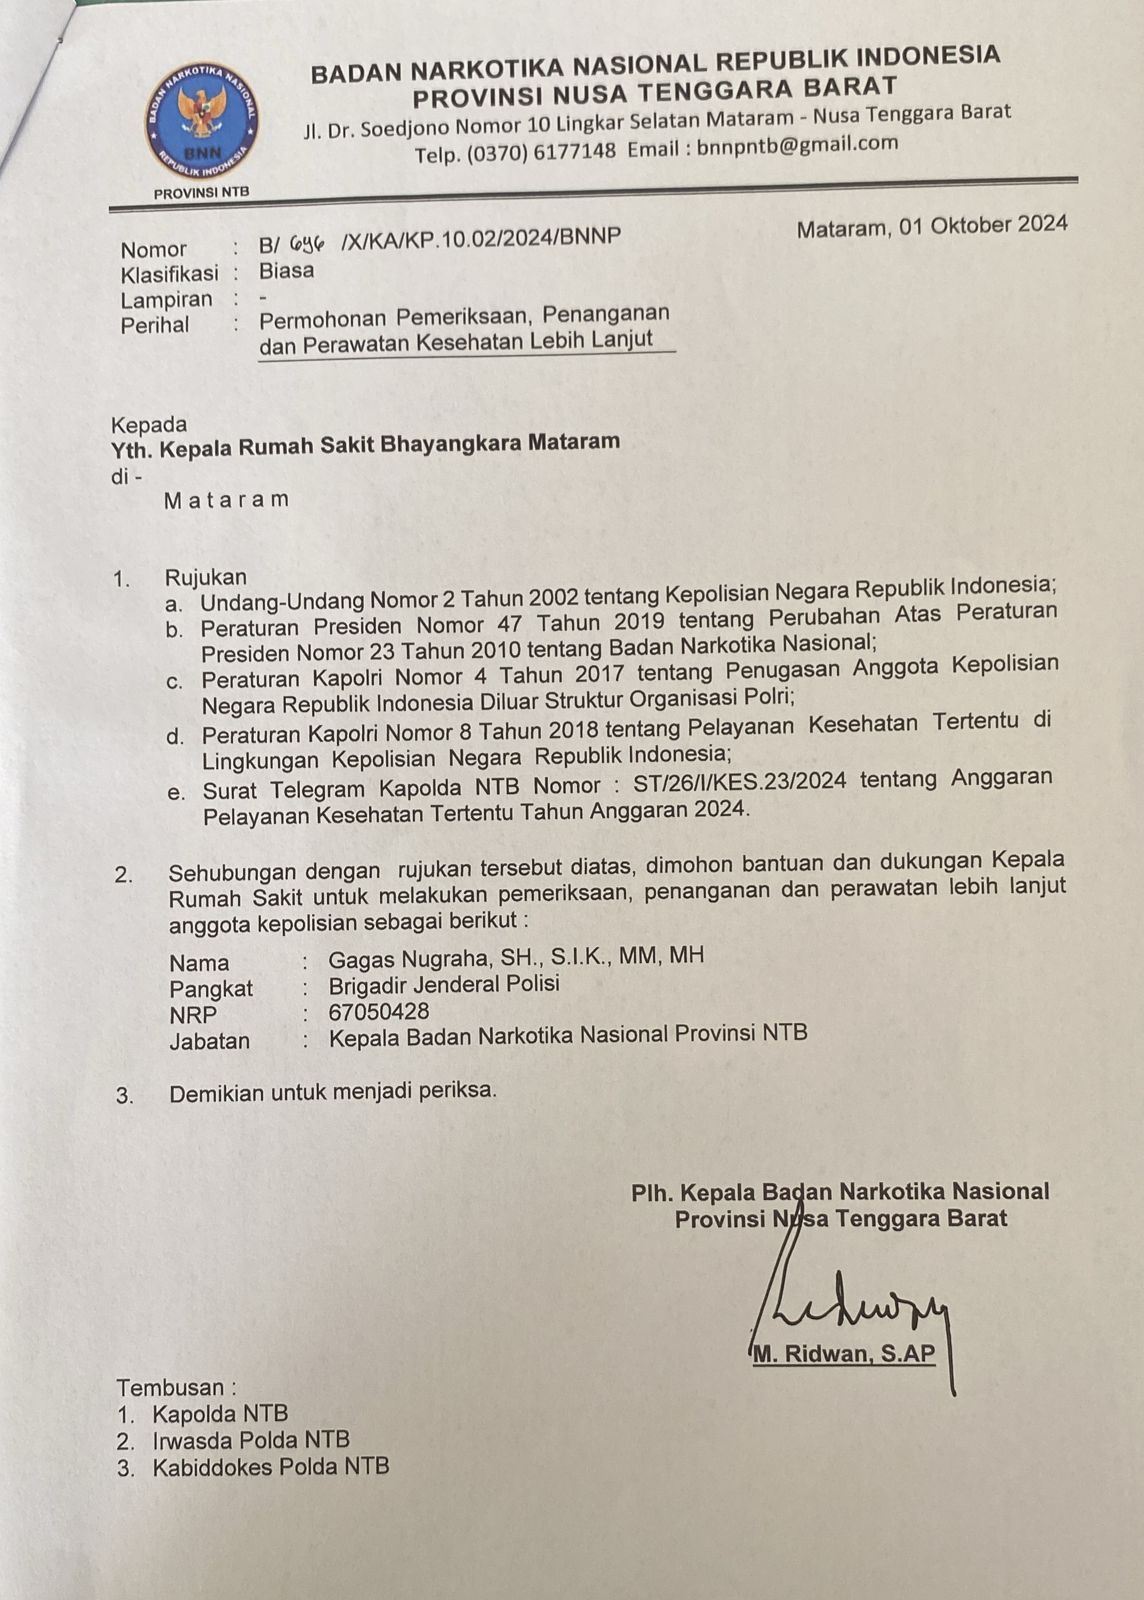 BADAN NARKOTIKA NASIONAL REPUBLIK INDONESIA
PROVINSI NUSA TENGGARA BARAT
Jl. Dr. Soedjono Nomor 10 Lingkar Selatan Mataram - Nusa Tenggara Barat
Telp. (0370) 6177148 Email : bnnpntb@gmail.com
BADAN NARKOTIKA NASIONAL
BNN
REPUBLIK INDONESIA
PROVINSI NTB
Mataram, 01 Oktober 2024
Nomor : B/ 646 /X/KA/KP.10.02/2024/BNNP
Klasifikasi : Biasa
Lampiran : -
Perihal : Permohonan Pemeriksaan, Penanganan
dan Perawatan Kesehatan Lebih Lanjut
Kepada
Yth. Kepala Rumah Sakit Bhayangkara Mataram
di -
M a t a r a m
1. Rujukan
a. Undang-Undang Nomor 2 Tahun 2002 tentang Kepolisian Negara Republik Indonesia;
b. Peraturan Presiden Nomor 47 Tahun 2019 tentang Perubahan Atas Peraturan
Presiden Nomor 23 Tahun 2010 tentang Badan Narkotika Nasional;
c. Peraturan Kapolri Nomor 4 Tahun 2017 tentang Penugasan Anggota Kepolisian
Negara Republik Indonesia Diluar Struktur Organisasi Polri;
d. Peraturan Kapolri Nomor 8 Tahun 2018 tentang Pelayanan Kesehatan Tertentu di
Lingkungan Kepolisian Negara Republik Indonesia;
e. Surat Telegram Kapolda NTB Nomor : ST/26/I/KES.23/2024 tentang Anggaran
Pelayanan Kesehatan Tertentu Tahun Anggaran 2024.
2. Sehubungan dengan rujukan tersebut diatas, dimohon bantuan dan dukungan Kepala
Rumah Sakit untuk melakukan pemeriksaan, penanganan dan perawatan lebih lanjut
anggota kepolisian sebagai berikut :
Nama : Gagas Nugraha, SH., S.I.K., MM, MH
Pangkat : Brigadir Jenderal Polisi
NRP : 67050428
Jabatan : Kepala Badan Narkotika Nasional Provinsi NTB
3. Demikian untuk menjadi periksa.
Plh. Kepala Badan Narkotika Nasional
Provinsi Nusa Tenggara Barat
M. Ridwan, S.AP
Tembusan :
1. Kapolda NTB
2. Irwasda Polda NTB
3. Kabiddokes Polda NTB